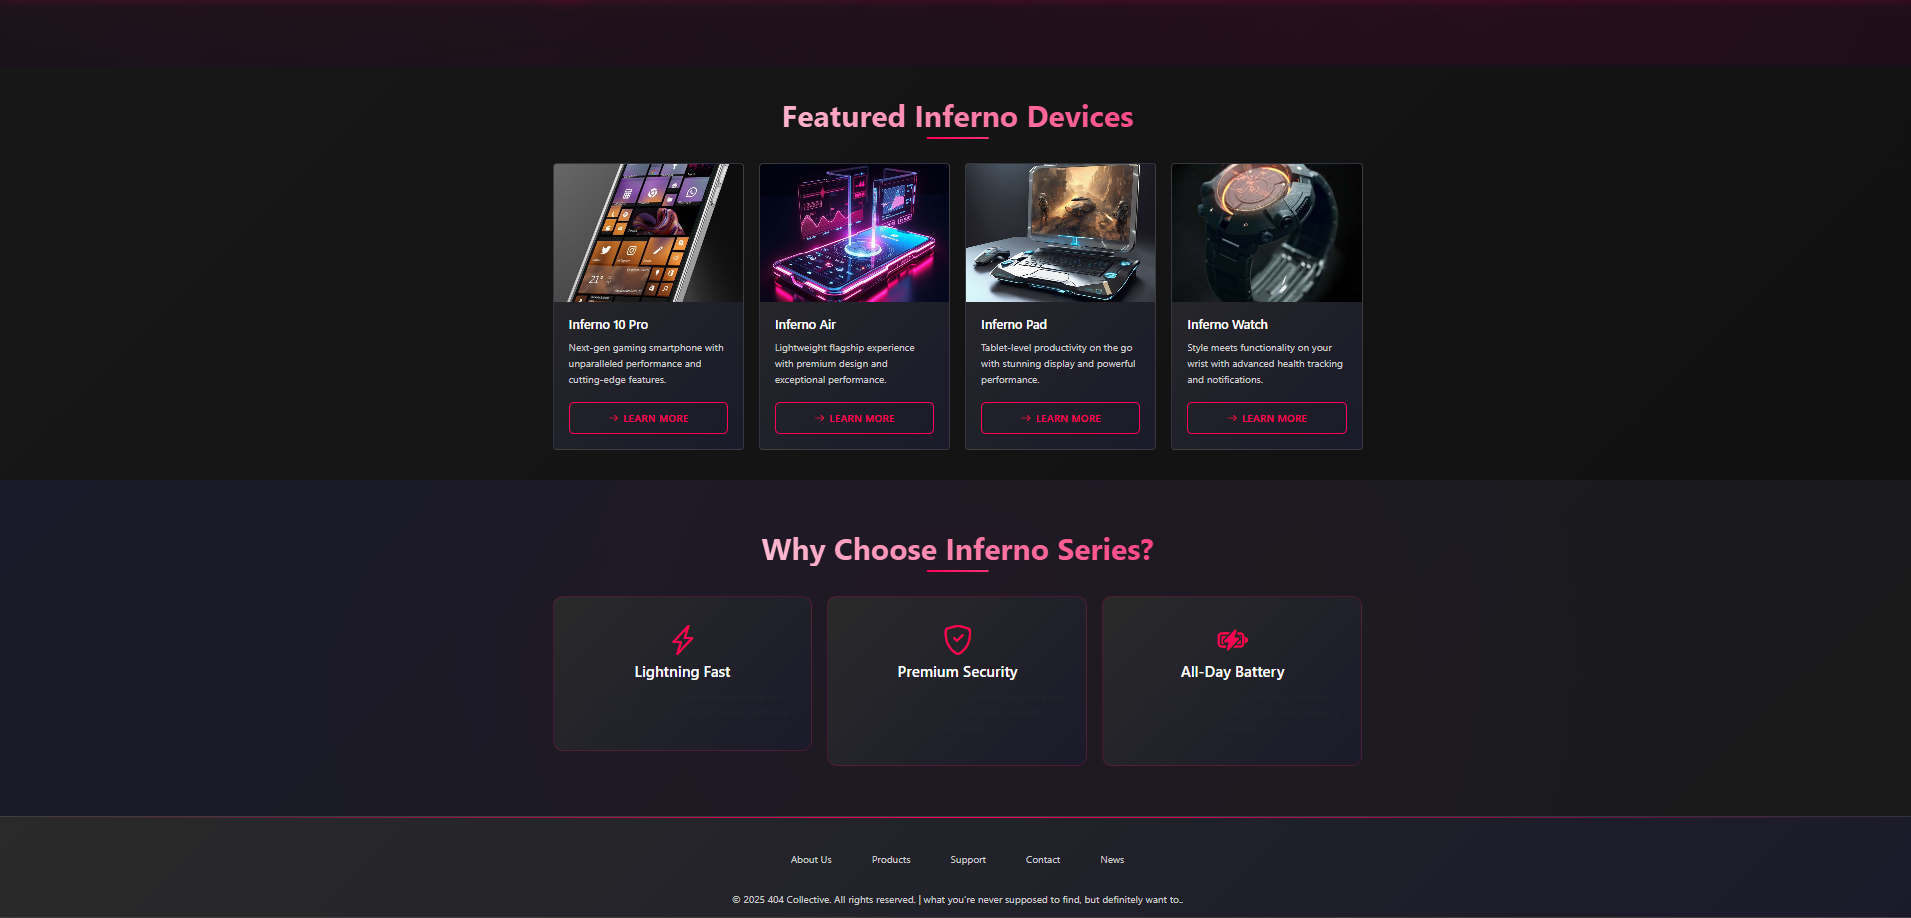 Featured Inferno Devices
21°
Inferno 10 Pro
Next-gen gaming smartphone with
unparalleled performance and
cutting-edge features.
→ LEARN MORE
Inferno Air
Lightweight flagship experience
with premium design and
exceptional performance.
→ LEARN MORE
Inferno Pad
Tablet-level productivity on the go
with stunning display and powerful
performance.
→ LEARN MORE
Inferno Watch
Style meets functionality on your
wrist with advanced health tracking
and notifications.
→ LEARN MORE
Why Choose Inferno Series?
Lightning Fast
Premium Security
All-Day Battery
About Us
Products
Support
Contact
News
© 2025 404 Collective. All rights reserved. | what you're never supposed to find, but definitely want to..